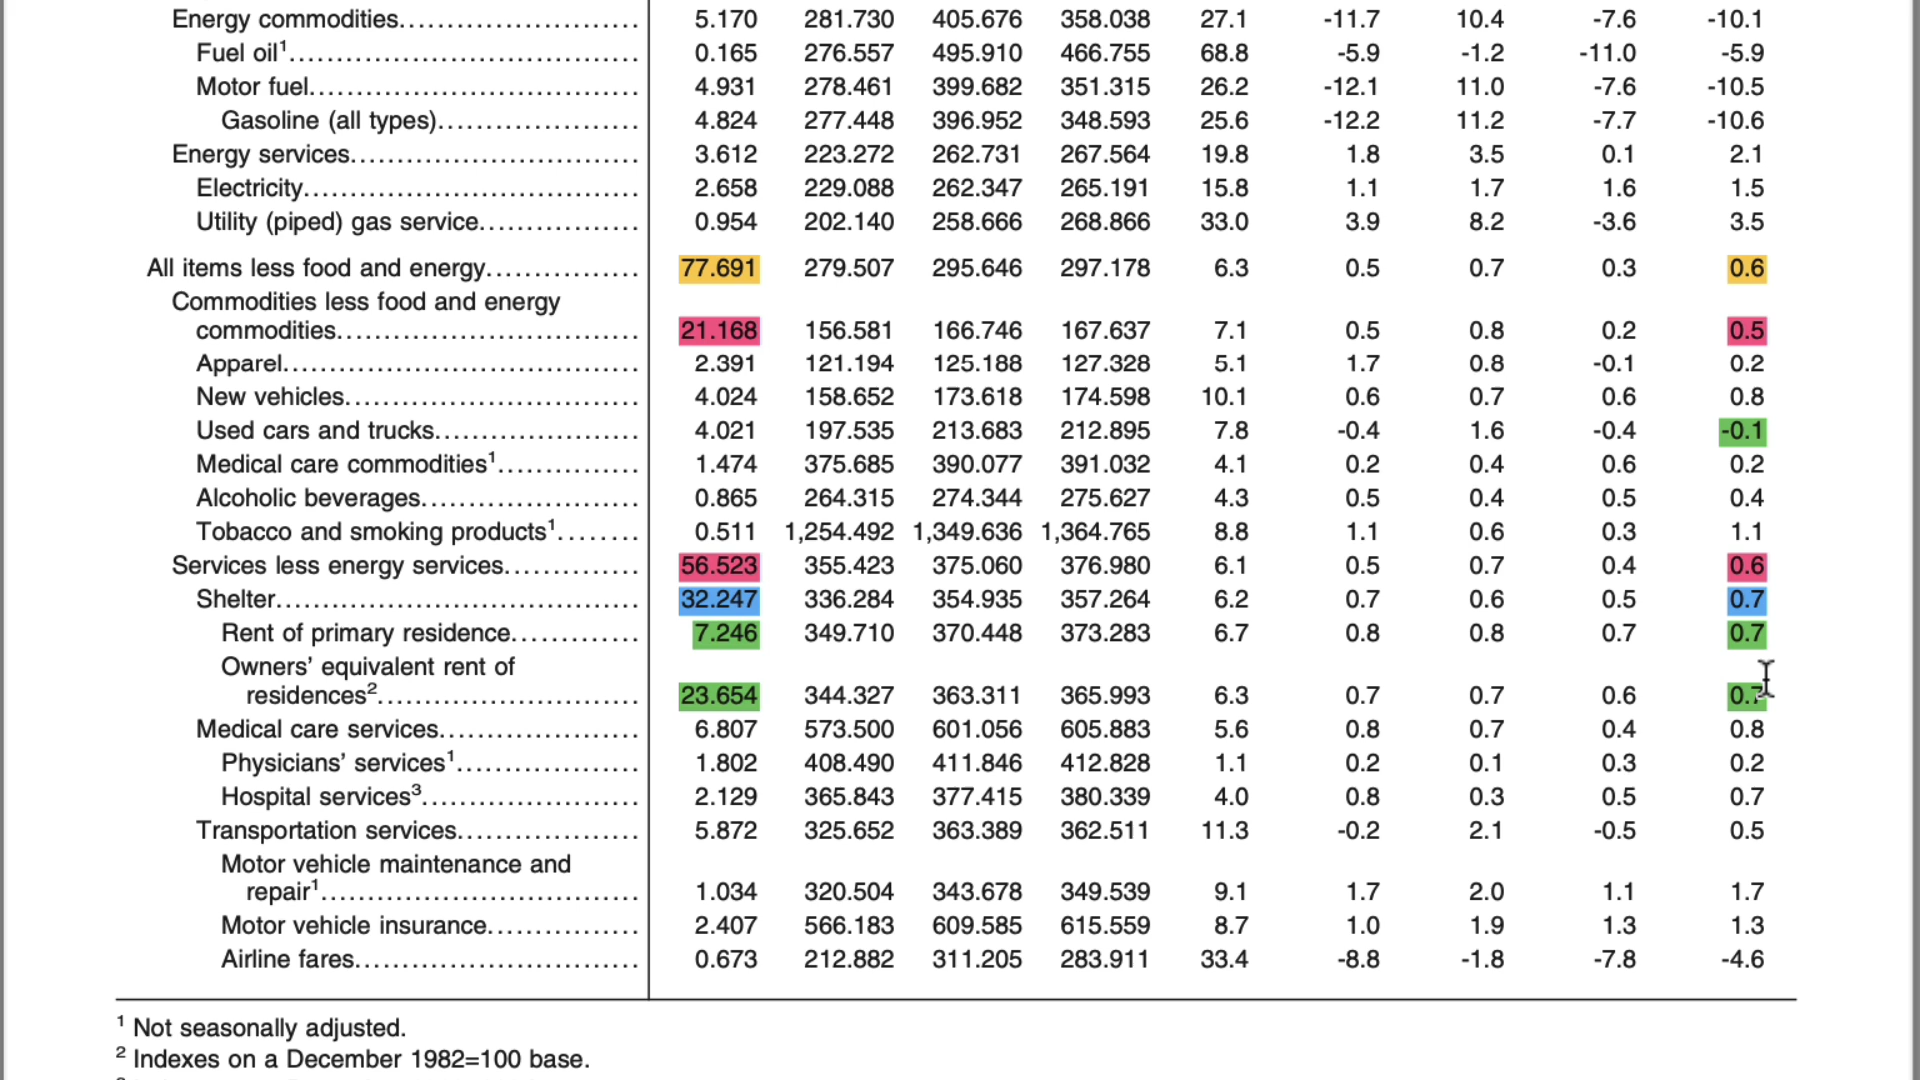 Energy commodities.............................. 5.170 281.730 405.676 358.038 27.1 -11.7 10.4 -7.6 -10.1
Fuel oil¹..................................... 0.165 276.557 495.910 466.755 68.8 -5.9 -1.2 -11.0 -5.9
Motor fuel.................................. 4.931 278.461 399.682 351.315 26.2 -12.1 11.0 -7.6 -10.5
Gasoline (all types)..................... 4.824 277.448 396.952 348.593 25.6 -12.2 11.2 -7.7 -10.6
Energy services.............................. 3.612 223.272 262.731 267.564 19.8 1.8 3.5 0.1 2.1
Electricity................................... 2.658 229.088 262.347 265.191 15.8 1.1 1.7 1.6 1.5
Utility (piped) gas service................. 0.954 202.140 258.666 268.866 33.0 3.9 8.2 -3.6 3.5
All items less food and energy................ 77.691 279.507 295.646 297.178 6.3 0.5 0.7 0.3 0.6
Commodities less food and energy
commodities................................ 21.168 156.581 166.746 167.637 7.1 0.5 0.8 0.2 0.5
Apparel..................................... 2.391 121.194 125.188 127.328 5.1 1.7 0.8 -0.1 0.2
New vehicles............................... 4.024 158.652 173.618 174.598 10.1 0.6 0.7 0.6 0.8
Used cars and trucks...................... 4.021 197.535 213.683 212.895 7.8 -0.4 1.6 -0.4 -0.1
Medical care commodities¹............... 1.474 375.685 390.077 391.032 4.1 0.2 0.4 0.6 0.2
Alcoholic beverages....................... 0.865 264.315 274.344 275.627 4.3 0.5 0.4 0.5 0.4
Tobacco and smoking products¹........ 0.511 1,254.492 1,349.636 1,364.765 8.8 1.1 0.6 0.3 1.1
Services less energy services.............. 56.523 355.423 375.060 376.980 6.1 0.5 0.7 0.4 0.6
Shelter....................................... 32.247 336.284 354.935 357.264 6.2 0.7 0.6 0.5 0.7
Rent of primary residence............. 7.246 349.710 370.448 373.283 6.7 0.8 0.8 0.7 0.7
Owners’ equivalent rent of
residences²............................ 23.654 344.327 363.311 365.993 6.3 0.7 0.7 0.6 0.7
Medical care services..................... 6.807 573.500 601.056 605.883 5.6 0.8 0.7 0.4 0.8
Physicians’ services¹................... 1.802 408.490 411.846 412.828 1.1 0.2 0.1 0.3 0.2
Hospital services³....................... 2.129 365.843 377.415 380.339 4.0 0.8 0.3 0.5 0.7
Transportation services................... 5.872 325.652 363.389 362.511 11.3 -0.2 2.1 -0.5 0.5
Motor vehicle maintenance and
repair¹.................................. 1.034 320.504 343.678 349.539 9.1 1.7 2.0 1.1 1.7
Motor vehicle insurance................ 2.407 566.183 609.585 615.559 8.7 1.0 1.9 1.3 1.3
Airline fares.............................. 0.673 212.882 311.205 283.911 33.4 -8.8 -1.8 -7.8 -4.6
¹ Not seasonally adjusted.
² Indexes on a December 1982=100 base.